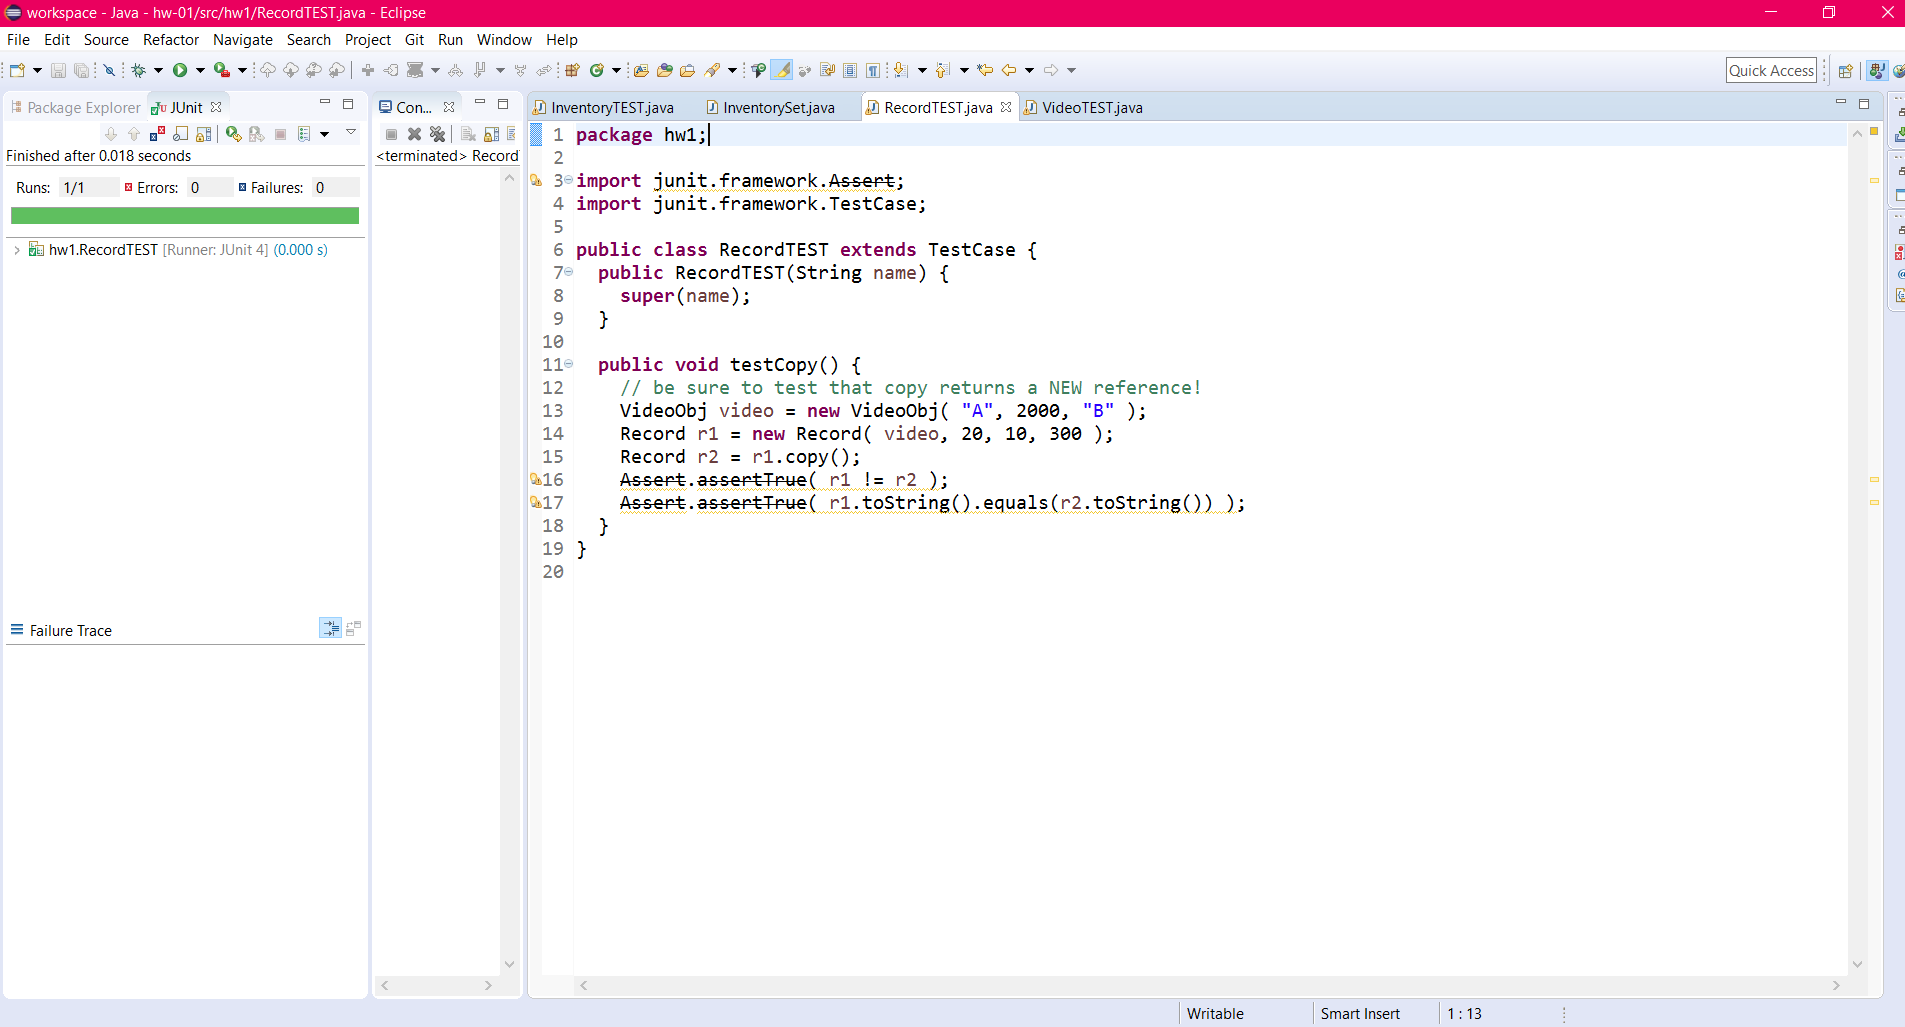 workspace - Java - hw-01/src/hw1/RecordTEST.java - Eclipse
File Edit Source Refactor Navigate Search Project Git Run Window Help
Quick Access
Package Explorer JUnit
Finished after 0.018 seconds
Runs: 1/1 Errors: 0 Failures: 0
hw1.RecordTEST [Runner: JUnit 4] (0.000 s)
Failure Trace
Con...
<terminated> Record
InventoryTEST.java InventorySet.java RecordTEST.java VideoTEST.java
1 package hw1;
2
3 import junit.framework.Assert;
4 import junit.framework.TestCase;
5
6 public class RecordTEST extends TestCase {
7 public RecordTEST(String name) {
8 super(name);
9 }
10
11 public void testCopy() {
12 // be sure to test that copy returns a NEW reference!
13 VideoObj video = new VideoObj( "A", 2000, "B" );
14 Record r1 = new Record( video, 20, 10, 300 );
15 Record r2 = r1.copy();
16 Assert.assertTrue( r1 != r2 );
17 Assert.assertTrue( r1.toString().equals(r2.toString()) );
18 }
19 }
20
Writable Smart Insert 1 : 13